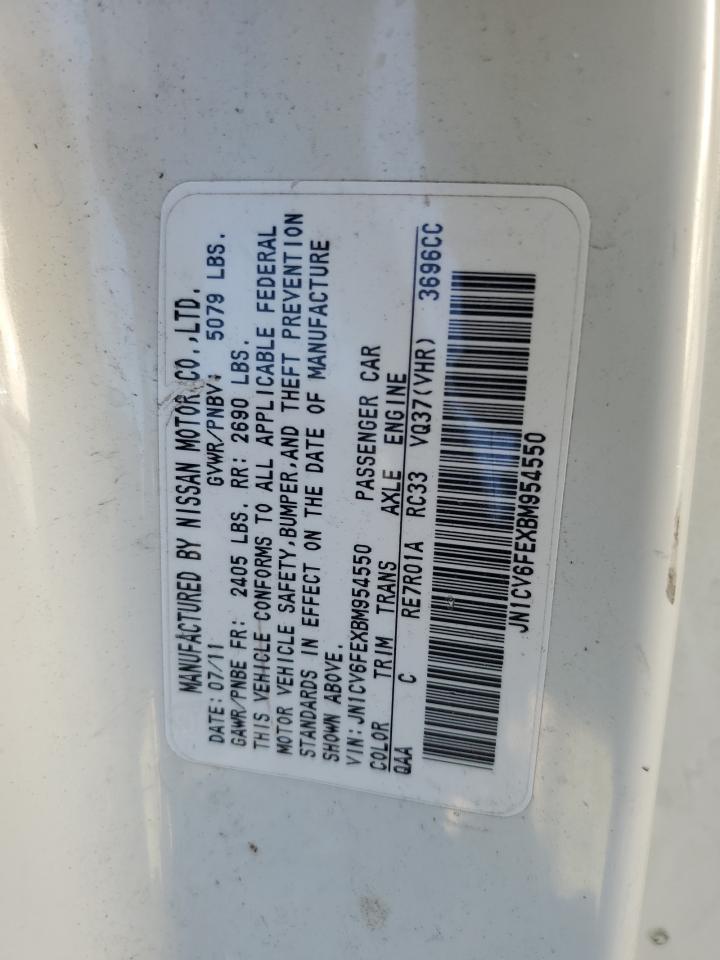 MANUFACTURED BY NISSAN MOTOR CO.,LTD.
DATE: 07/11 GVWR/PNBV: 5079 LBS.
GAWR/PNBE FR: 2405 LBS. RR: 2690 LBS.
THIS VEHICLE CONFORMS TO ALL APPLICABLE FEDERAL
MOTOR VEHICLE SAFETY,BUMPER,AND THEFT PREVENTION
STANDARDS IN EFFECT ON THE DATE OF MANUFACTURE
SHOWN ABOVE.
VIN: JN1CV6FEXBM954550 PASSENGER CAR
COLOR TRIM TRANS AXLE ENGINE
QAA C RE7R01A RC33 VQ37(VHR) 3696CC
JN1CV6FEXBM954550